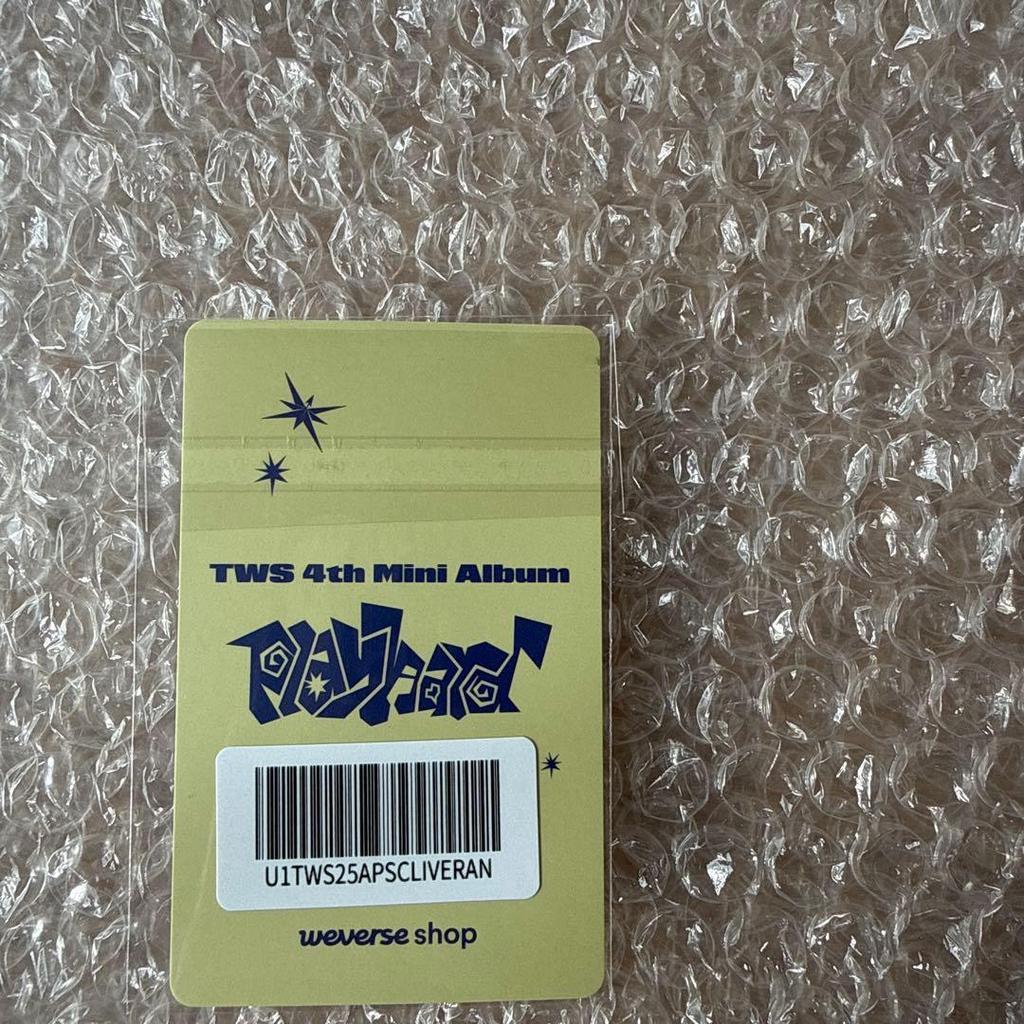 TWS 4th Mini Album
Play Hard
U1TWS25APSCLIVERAN
weverse shop